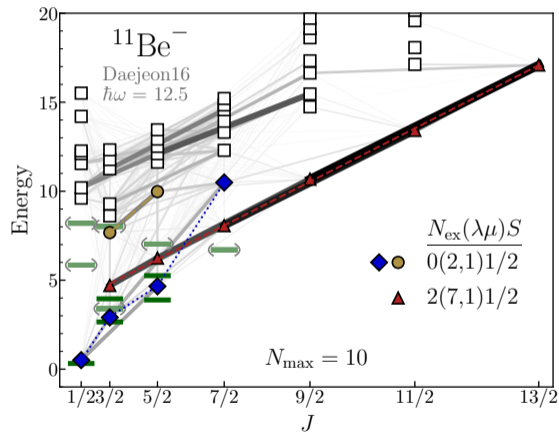 20
15
10
5
0
Energy
¹¹Be⁻
Daejeon16
ℏω = 12.5
N_ex(λμ)S
0(2,1)1/2
2(7,1)1/2
N_max = 10
1/2 3/2 5/2 7/2 9/2 11/2 13/2
J